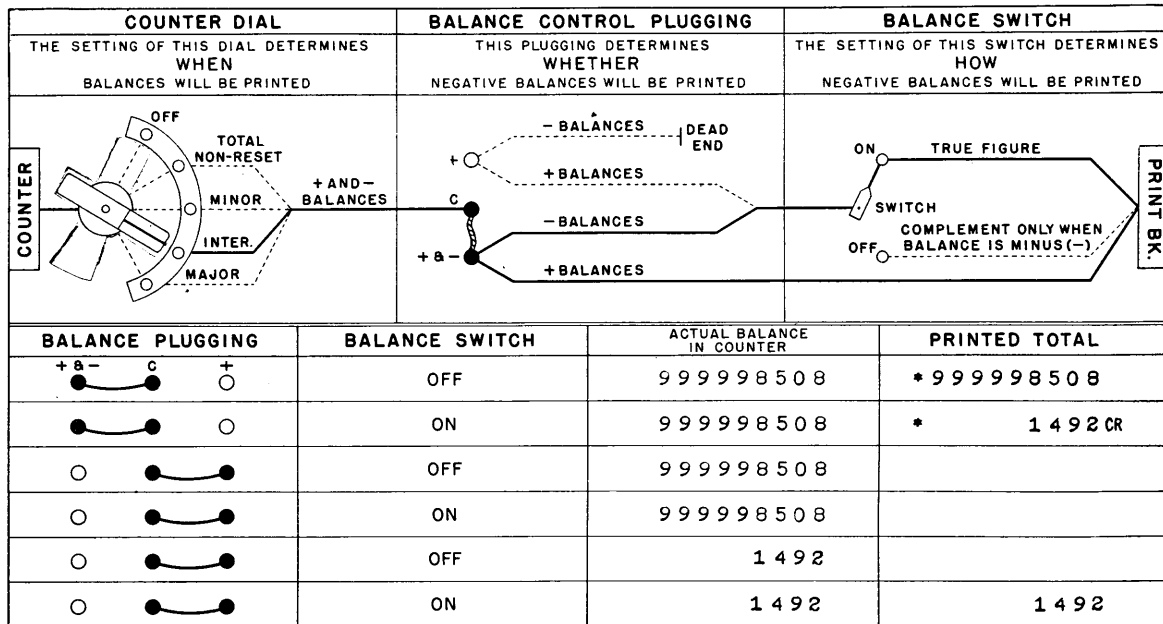 COUNTER DIAL
THE SETTING OF THIS DIAL DETERMINES
WHEN
BALANCES WILL BE PRINTED
BALANCE CONTROL PLUGGING
THIS PLUGGING DETERMINES
WHETHER
NEGATIVE BALANCES WILL BE PRINTED
BALANCE SWITCH
THE SETTING OF THIS SWITCH DETERMINES
HOW
NEGATIVE BALANCES WILL BE PRINTED
COUNTER
OFF
TOTAL
NON-RESET
MINOR
INTER.
MAJOR
+ AND -
BALANCES
+
C
+ & -
- BALANCES
DEAD
END
+ BALANCES
- BALANCES
+ BALANCES
ON
TRUE FIGURE
SWITCH
OFF
COMPLEMENT ONLY WHEN
BALANCE IS MINUS (-)
PRINT BK.
BALANCE PLUGGING
BALANCE SWITCH
ACTUAL BALANCE
IN COUNTER
PRINTED TOTAL
+ & - C +
OFF 999998508 * 999998508
ON 999998508 * 1492 CR
OFF 999998508
ON 999998508
OFF 1492
ON 1492 1492